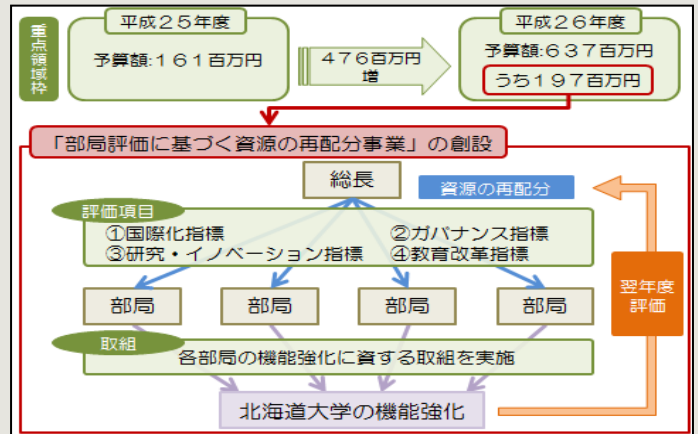 重点領域枠
平成25年度
予算額:161百万円
476百万円
増
平成26年度
予算額:637百万円
うち197百万円
「部局評価に基づく資源の再配分事業」の創設
総長
資源の再配分
評価項目
①国際化指標 ②ガバナンス指標
③研究・イノベーション指標 ④教育改革指標
部局 部局 部局 部局
翌年度
評価
取組
各部局の機能強化に資する取組を実施
北海道大学の機能強化